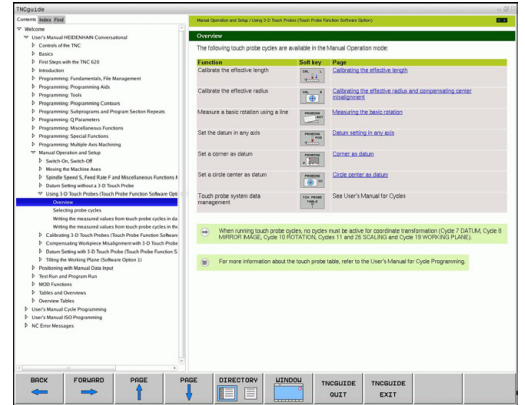 TNCguide
Contents Index Find
Manual Operation and Setup / Using 3-D Touch Probes (Touch Probe Function Software Option)
Welcome
User's Manual HEIDENHAIN Conversational
Controls of the TNC
Basics
First Steps with the TNC 620
Introduction
Programming: Fundamentals, File Management
Programming: Programming Aids
Programming: Tools
Programming: Programming Contours
Programming: Subprograms and Program Section Repeats
Programming: Q Parameters
Programming: Miscellaneous Functions
Programming: Special Functions
Programming: Multiple Axis Machining
Manual Operation and Setup
Switch-On, Switch-Off
Moving the Machine Axes
Spindle Speed S, Feed Rate F and Miscellaneous Functions M
Datum Setting without a 3-D Touch Probe
Using 3-D Touch Probes (Touch Probe Function Software Opti
Overview
Selecting probe cycles
Writing the measured values from touch probe cycles in da
Writing the measured values from touch probe cycles in the
Calibrating 3-D Touch Probes (Touch Probe Function Software
Compensating Workpiece Misalignment with 3-D Touch Probe
Datum Setting with 3-D Touch Probe (Touch Probe Function S
Tilting the Working Plane (Software Option 1)
Positioning with Manual Data Input
Test Run and Program Run
MOD Functions
Tables and Overviews
Overview Tables
User's Manual Cycle Programming
User's Manual ISO Programming
NC Error Messages
Overview
The following touch probe cycles are available in the Manual Operation mode:
Function Soft key Page
Calibrate the effective length CAL L Calibrating the effective length
Calibrate the effective radius CAL R Calibrating the effective radius and compensating center misalignment
Measure a basic rotation using a line PROBING ROT Measuring the basic rotation
Set the datum in any axis PROBING POS Datum setting in any axis
Set a corner as datum PROBING P Corner as datum
Set a circle center as datum PROBING CC Circle center as datum
Touch probe system data management TCH PROBE TABLE See User's Manual for Cycles
When running touch probe cycles, no cycles must be active for coordinate transformation (Cycle 7 DATUM, Cycle 8 MIRROR IMAGE, Cycle 10 ROTATION, Cycles 11 and 26 SCALING and Cycle 19 WORKING PLANE).
For more information about the touch probe table, refer to the User's Manual for Cycle Programming.
BACK FORWARD PAGE PAGE DIRECTORY WINDOW TNCGUIDE QUIT TNCGUIDE EXIT